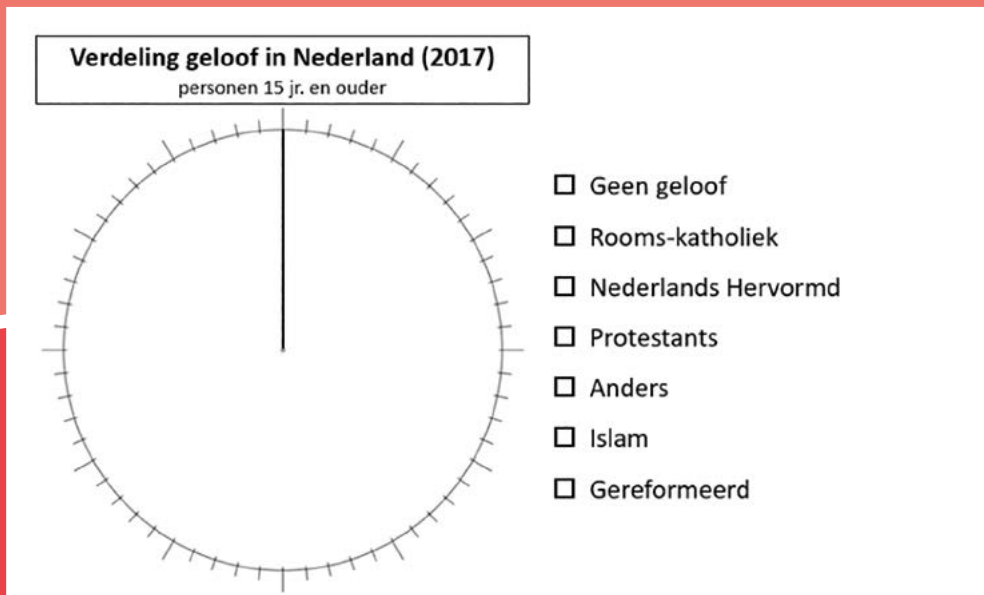 Verdeling geloof in Nederland (2017)
personen 15 jr. en ouder
Geen geloof
Rooms-katholiek
Nederlands Hervormd
Protestants
Anders
Islam
Gereformeerd